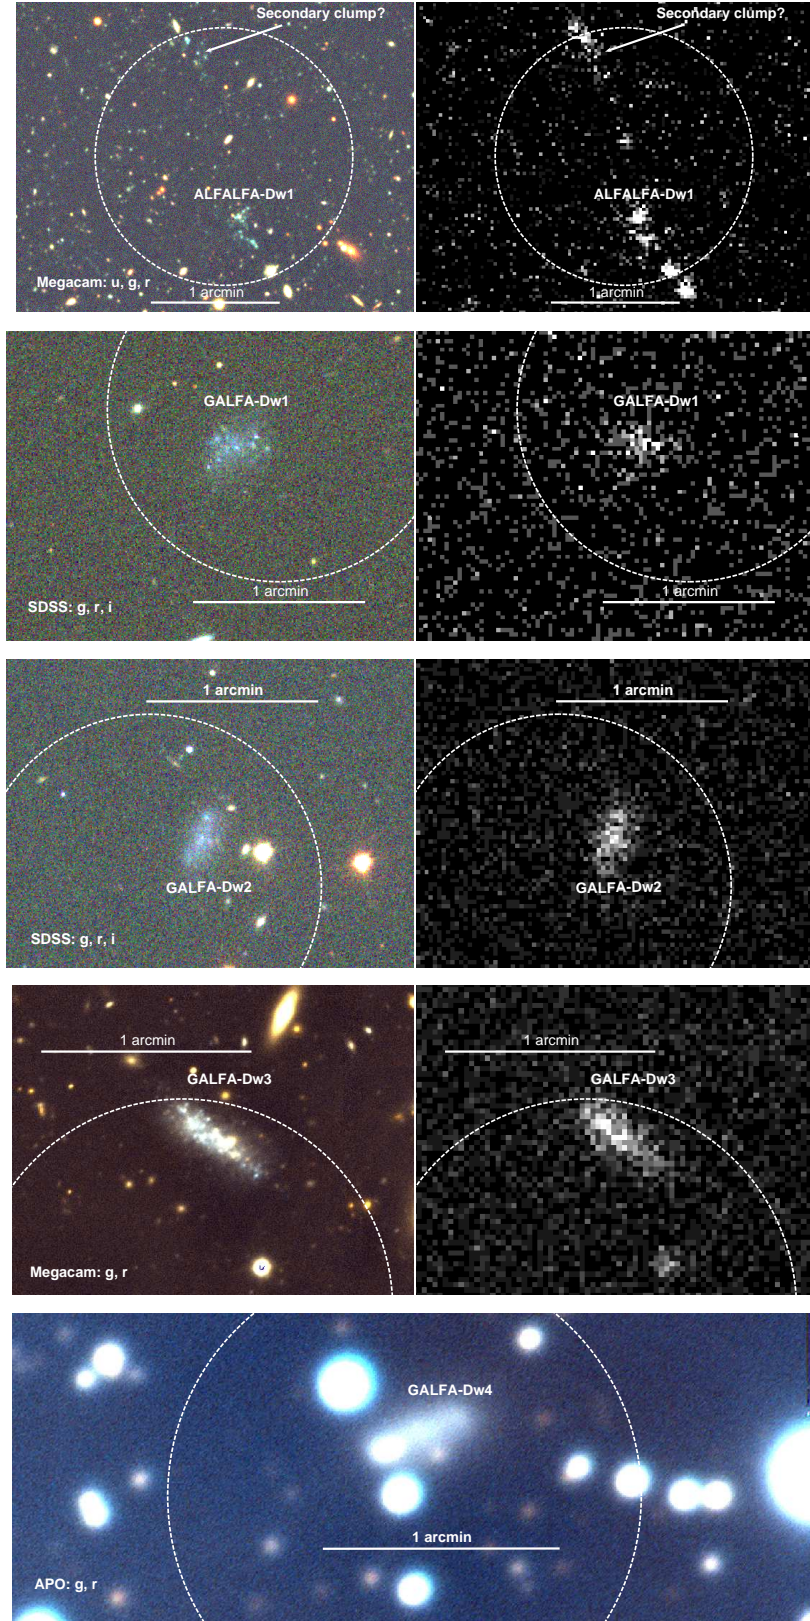 Secondary clump?
ALFALFA-Dw1
Megacam: u, g, r
1 arcmin
Secondary clump?
ALFALFA-Dw1
1 arcmin
GALFA-Dw1
1 arcmin
SDSS: g, r, i
GALFA-Dw1
1 arcmin
1 arcmin
GALFA-Dw2
SDSS: g, r, i
1 arcmin
GALFA-Dw2
1 arcmin
GALFA-Dw3
Megacam: g, r
1 arcmin
GALFA-Dw3
GALFA-Dw4
1 arcmin
APO: g, r